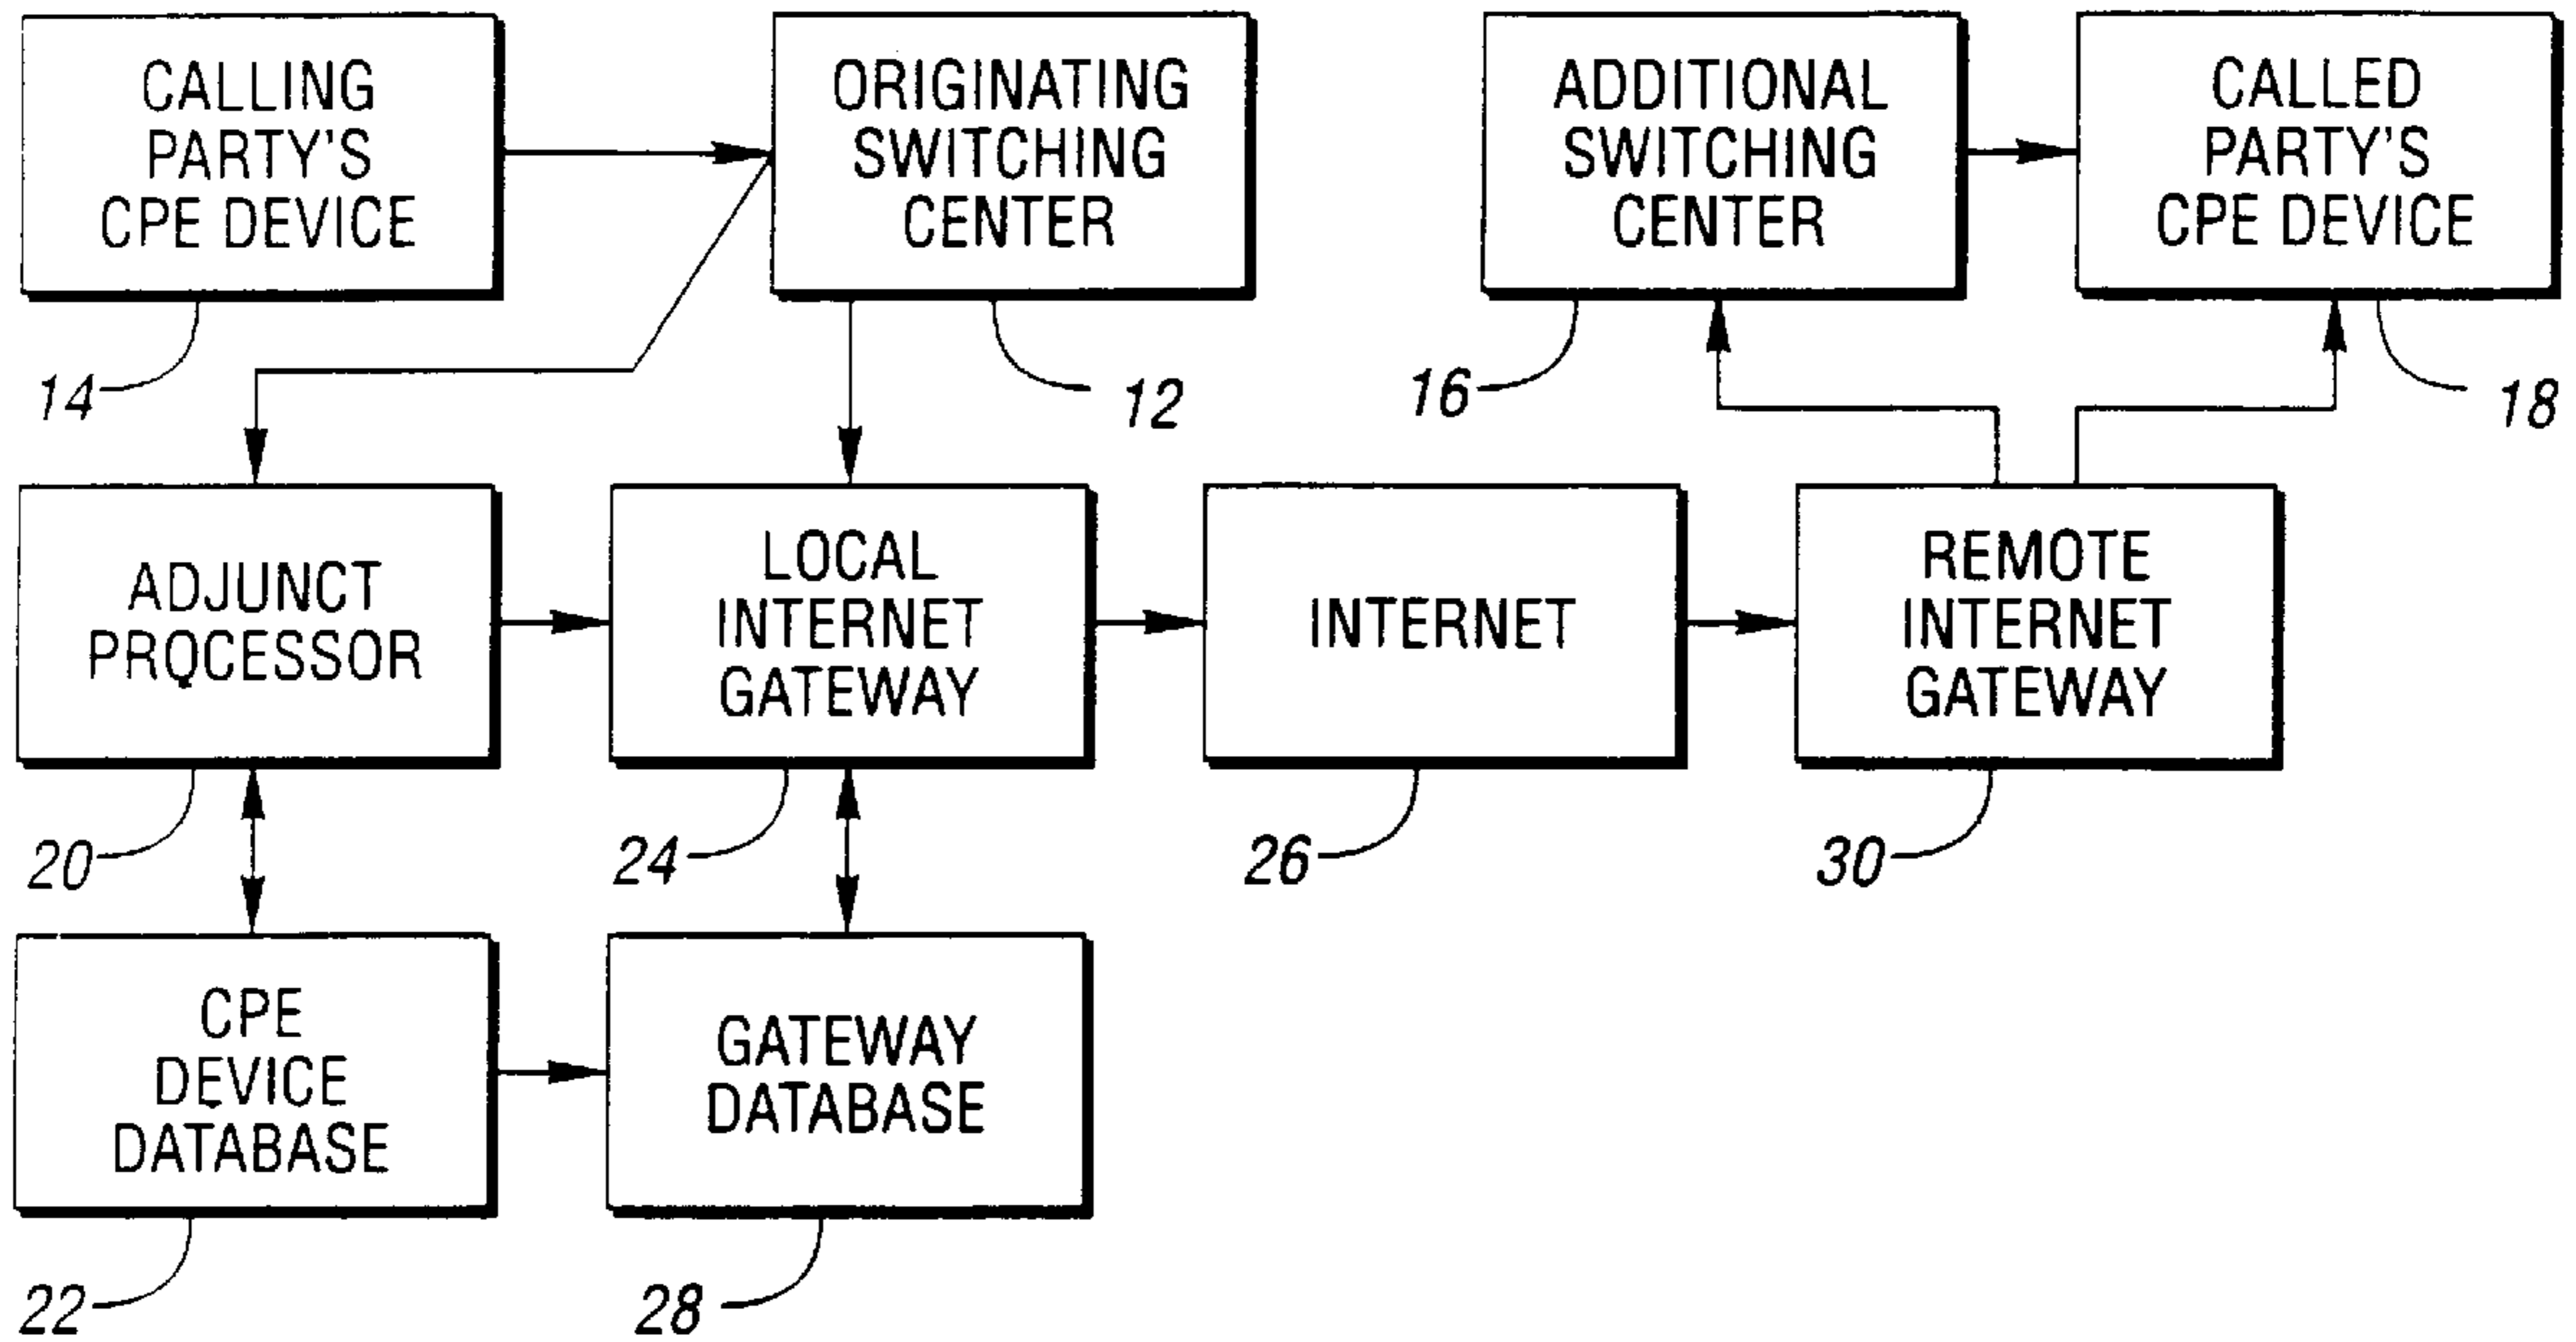 CALLING
PARTY'S
CPE DEVICE
ORIGINATING
SWITCHING
CENTER
ADDITIONAL
SWITCHING
CENTER
CALLED
PARTY'S
CPE DEVICE
14
12
16
18
ADJUNCT
PROCESSOR
LOCAL
INTERNET
GATEWAY
INTERNET
REMOTE
INTERNET
GATEWAY
20
24
26
30
CPE
DEVICE
DATABASE
GATEWAY
DATABASE
22
28